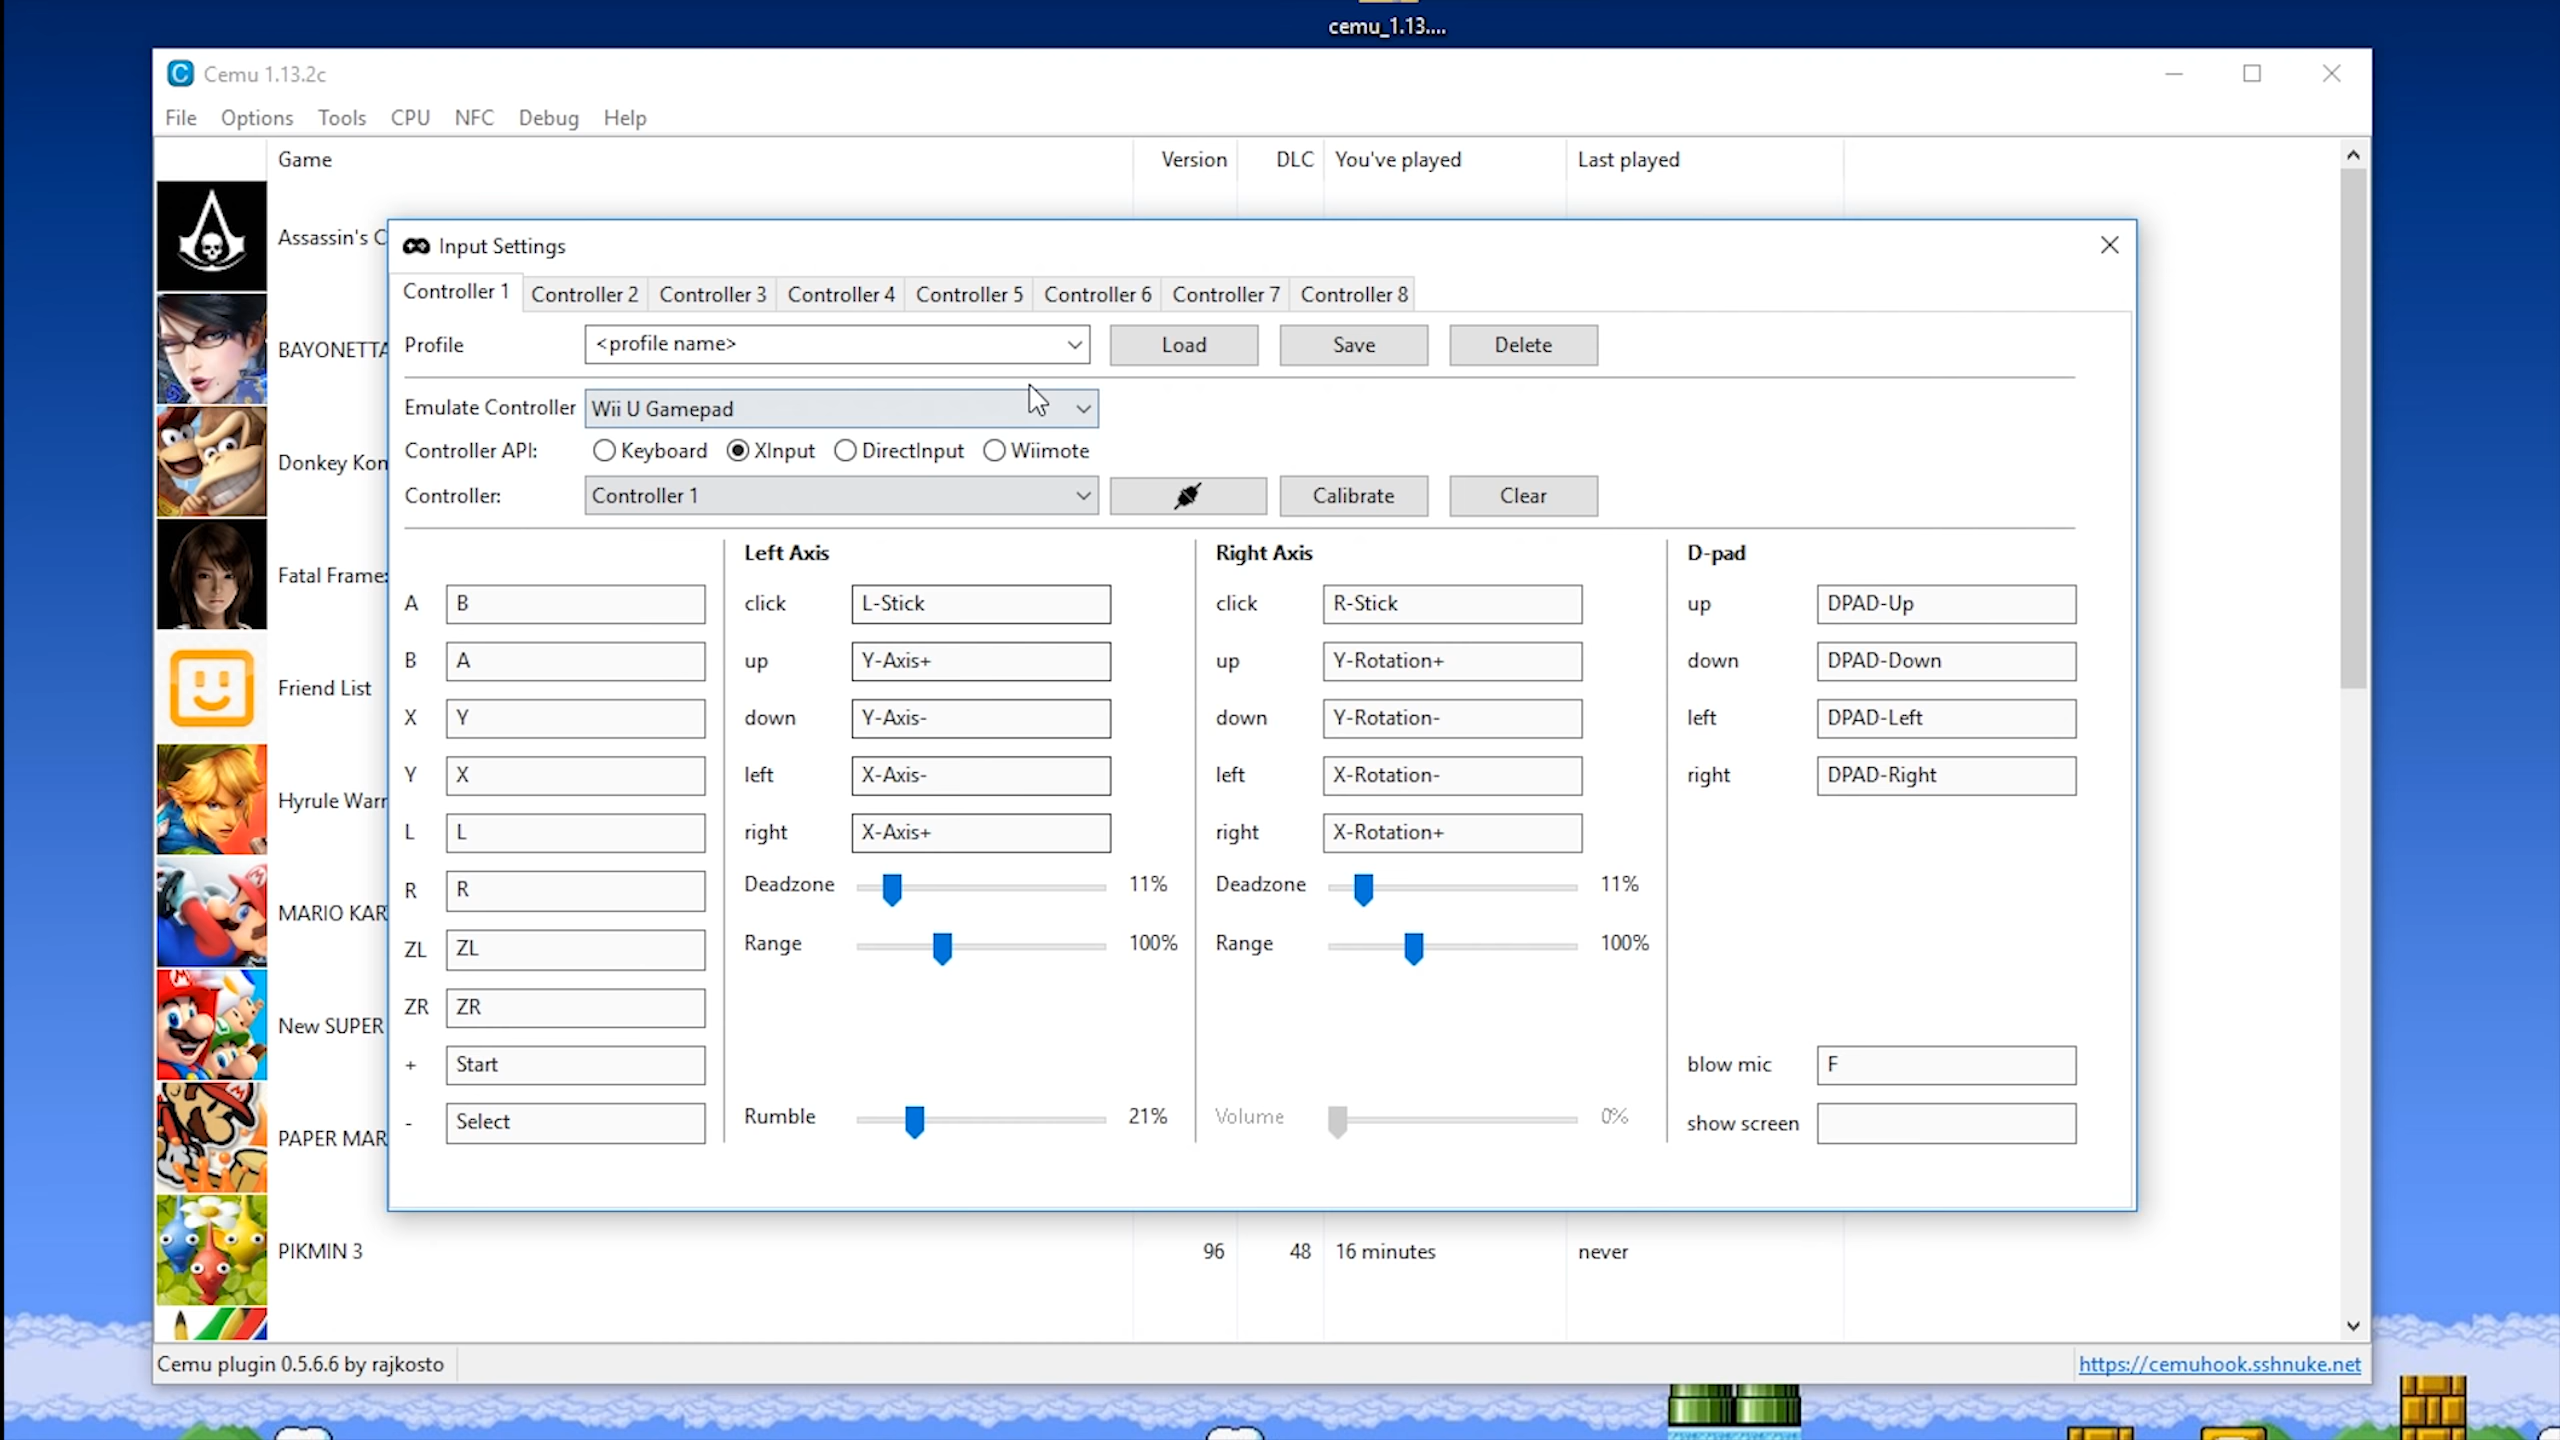 cemu_1.13....
Cemu 1.13.2c
File Options Tools CPU NFC Debug Help
Game Version DLC You've played Last played
Assassin's C
Input Settings
Controller 1 Controller 2 Controller 3 Controller 4 Controller 5 Controller 6 Controller 7 Controller 8
BAYONETTA
Profile <profile name> Load Save Delete
Emulate Controller Wii U Gamepad
Donkey Kon
Controller API: Keyboard XInput DirectInput Wiimote
Controller: Controller 1 Calibrate Clear
Left Axis Right Axis D-pad
Fatal Frame:
A B click L-Stick click R-Stick up DPAD-Up
B A up Y-Axis+ up Y-Rotation+ down DPAD-Down
Friend List
X Y down Y-Axis- down Y-Rotation- left DPAD-Left
Y X left X-Axis- left X-Rotation- right DPAD-Right
Hyrule Warr
L L right X-Axis+ right X-Rotation+
R R Deadzone 11% Deadzone 11%
MARIO KAR
ZL ZL Range 100% Range 100%
ZR ZR
New SUPER
+ Start blow mic F
- Select Rumble 21% Volume 0% show screen
PAPER MAR
PIKMIN 3 96 48 16 minutes never
Cemu plugin 0.5.6.6 by rajkosto https://cemuhook.sshnuke.net